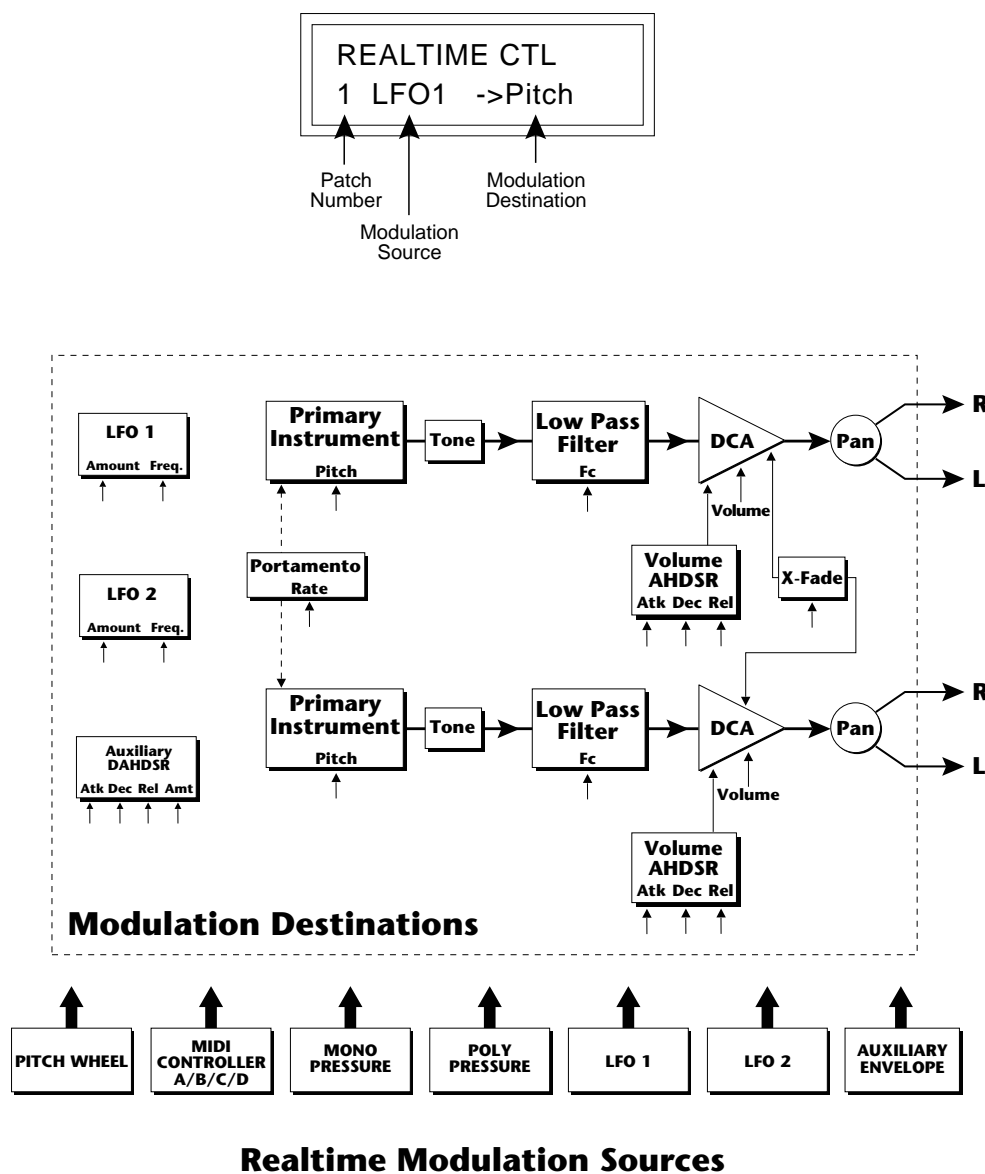 REALTIME CTL
1 LFO1 ->Pitch
Patch
Number
Modulation
Source
Modulation
Destination
LFO 1
Amount Freq.
Primary
Instrument
Pitch
Tone
Low Pass
Filter
Fc
DCA
Volume
Pan
R
L
LFO 2
Amount Freq.
Portamento
Rate
Volume
AHDSR
Atk Dec Rel
X-Fade
Auxiliary
DAHDSR
Atk Dec Rel Amt
Primary
Instrument
Pitch
Tone
Low Pass
Filter
Fc
DCA
Volume
Pan
R
L
Volume
AHDSR
Atk Dec Rel
Modulation Destinations
PITCH WHEEL
MIDI
CONTROLLER
A/B/C/D
MONO
PRESSURE
POLY
PRESSURE
LFO 1
LFO 2
AUXILIARY
ENVELOPE
Realtime Modulation Sources